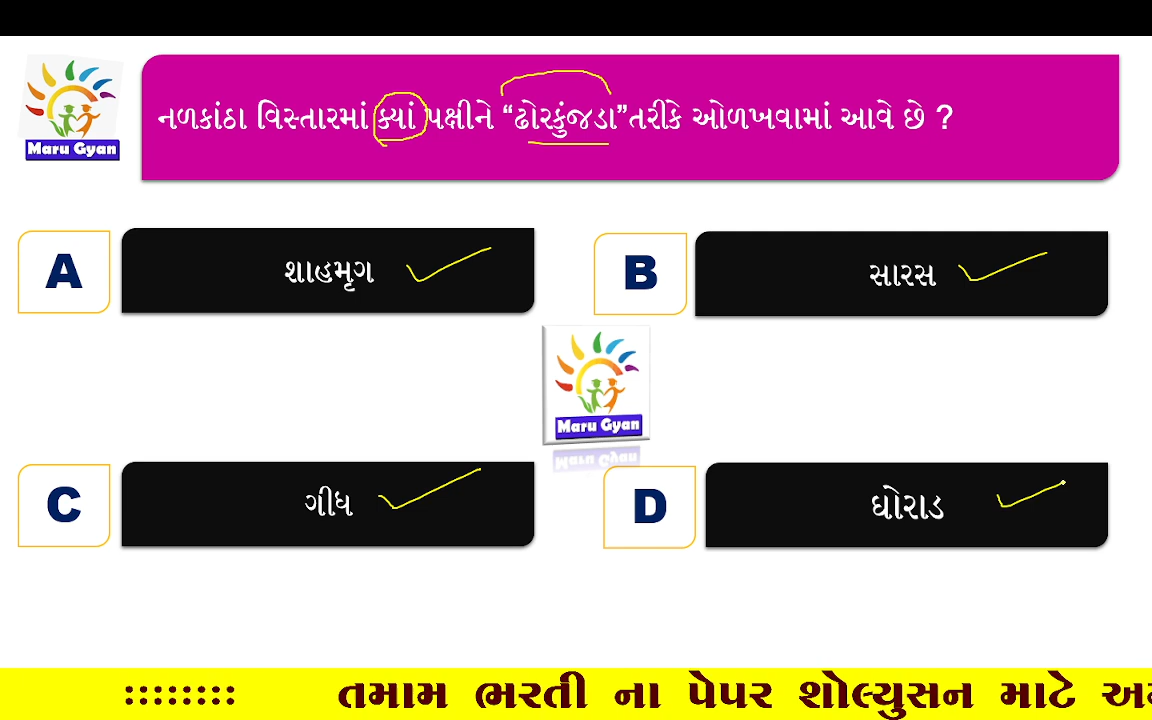 નળકાંઠા વિસ્તારમાં ક્યાં પક્ષીને “ઢોરકુંજડા”તરીકે ઓળખવામાં આવે છે ?
Maru Gyan
A
શાહમૃગ
B
સારસ
Maru Gyan
C
ગીધ
D
ઘોરાડ
:::::::: તમામ ભરતી ના પેપર શોલ્યુસન માટે